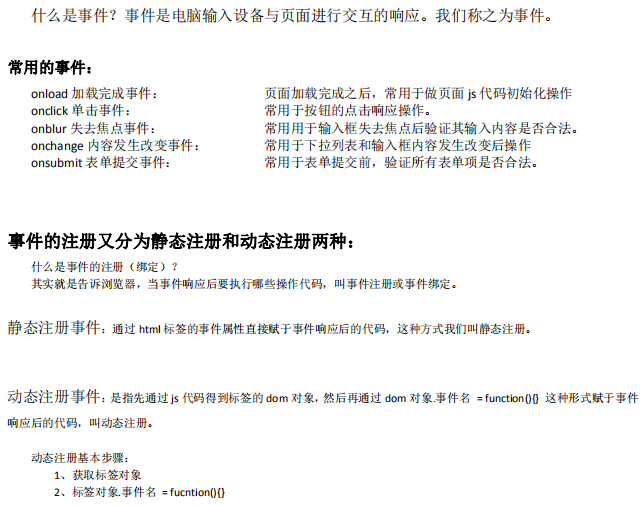 什么是事件？事件是电脑输入设备与页面进行交互的响应。我们称之为事件。
常用的事件：
onload 加载完成事件： 页面加载完成之后，常用于做页面 js 代码初始化操作
onclick 单击事件： 常用于按钮的点击响应操作。
onblur 失去焦点事件： 常用用于输入框失去焦点后验证其输入内容是否合法。
onchange 内容发生改变事件： 常用于下拉列表和输入框内容发生改变后操作
onsubmit 表单提交事件： 常用于表单提交前，验证所有表单项是否合法。
事件的注册又分为静态注册和动态注册两种：
什么是事件的注册（绑定）？
其实就是告诉浏览器，当事件响应后要执行哪些操作代码，叫事件注册或事件绑定。
静态注册事件：通过 html 标签的事件属性直接赋于事件响应后的代码，这种方式我们叫静态注册。
动态注册事件：是指先通过 js 代码得到标签的 dom 对象，然后再通过 dom 对象.事件名 = function(){} 这种形式赋于事件
响应后的代码，叫动态注册。
动态注册基本步骤：
1、获取标签对象
2、标签对象.事件名 = fucntion(){}